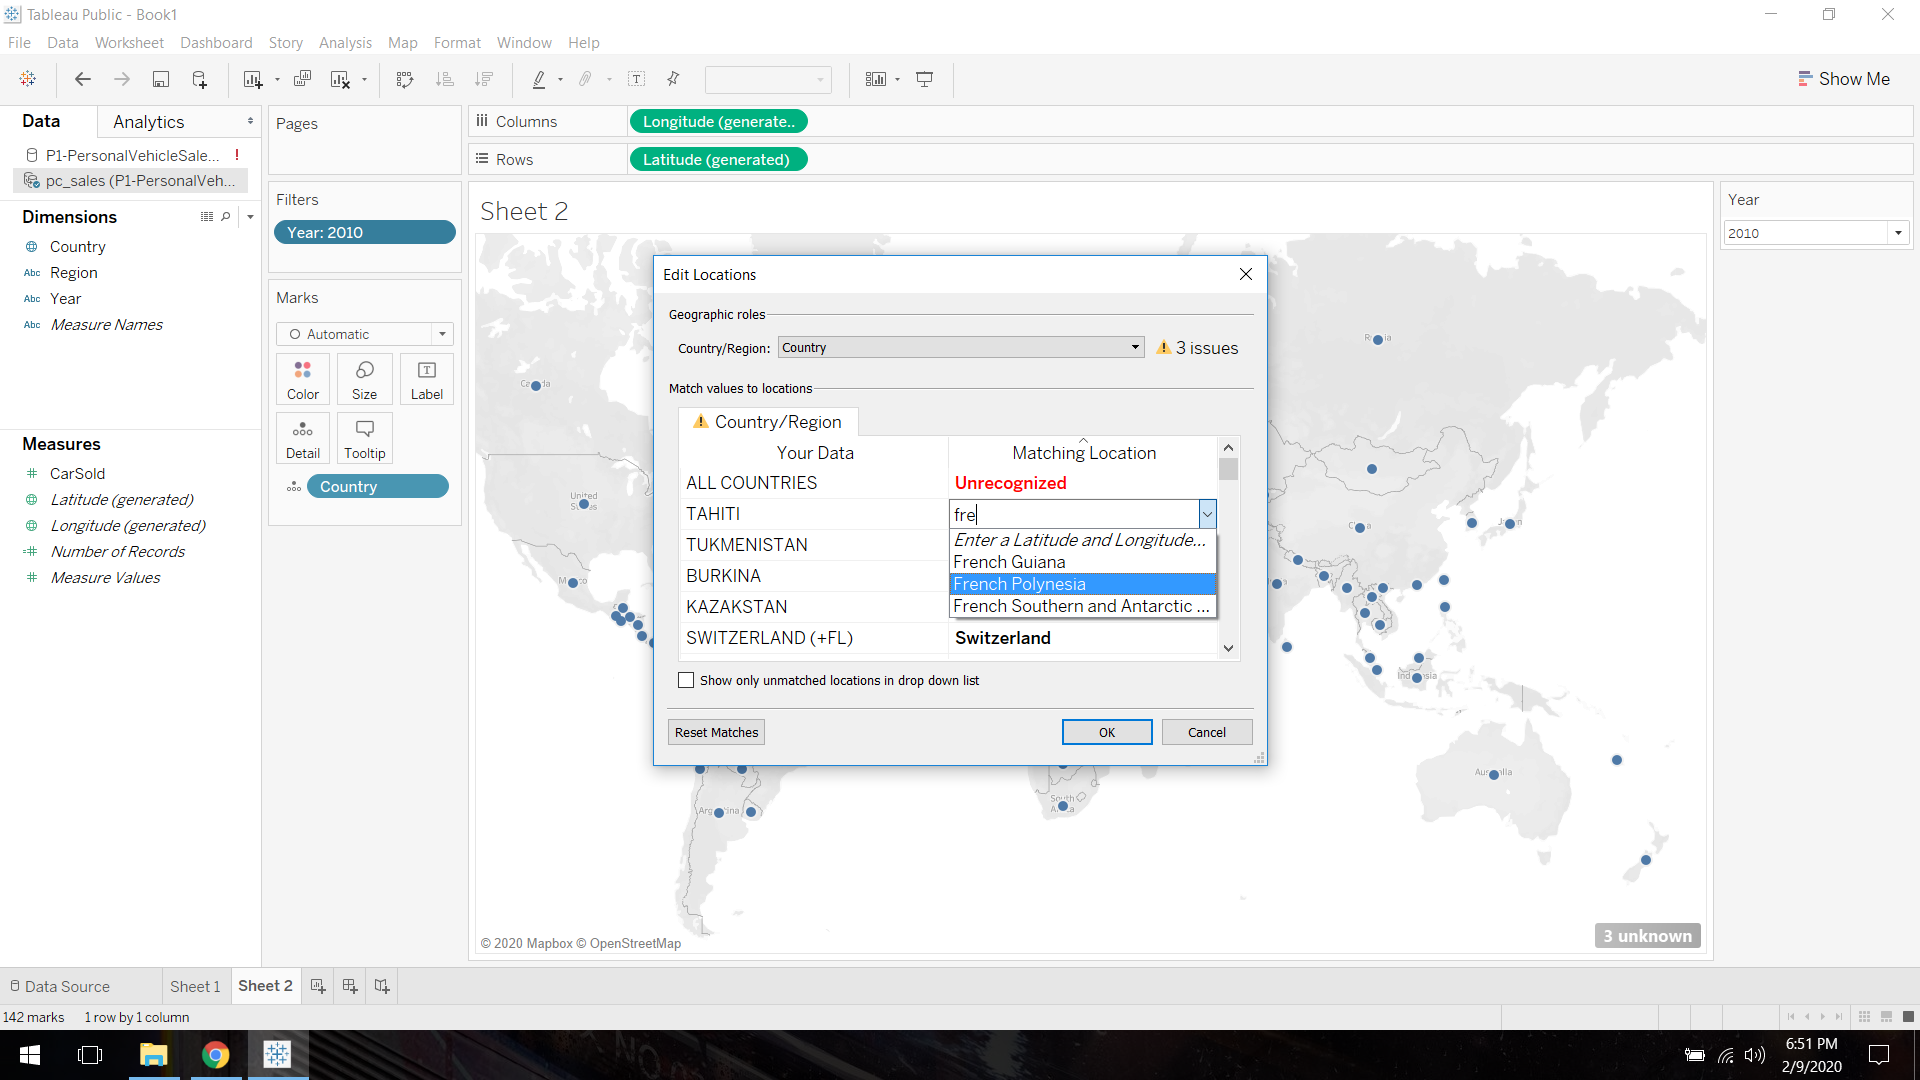 Tableau Public - Book1
File Data Worksheet Dashboard Story Analysis Map Format Window Help
Show Me
Data Analytics
P1-PersonalVehicleSale... !
pc_sales (P1-PersonalVeh...
Dimensions
Country
Abc Region
Abc Year
Abc Measure Names
Measures
CarSold
Latitude (generated)
Longitude (generated)
Number of Records
Measure Values
Pages
Filters
Year: 2010
Marks
Automatic
Color Size Label
Detail Tooltip
Country
Columns Longitude (generate..
Rows Latitude (generated)
Sheet 2
Year
2010
Edit Locations
Geographic roles
Country/Region: Country 3 issues
Match values to locations
Country/Region
Your Data Matching Location
ALL COUNTRIES Unrecognized
TAHITI fre
TUKMENISTAN
BURKINA
KAZAKSTAN
SWITZERLAND (+FL) Switzerland
Enter a Latitude and Longitude...
French Guiana
French Polynesia
French Southern and Antarctic ...
Show only unmatched locations in drop down list
Reset Matches OK Cancel
United
© 2020 Mapbox © OpenStreetMap
3 unknown
Data Source Sheet 1 Sheet 2
142 marks 1 row by 1 column
6:51 PM
2/9/2020